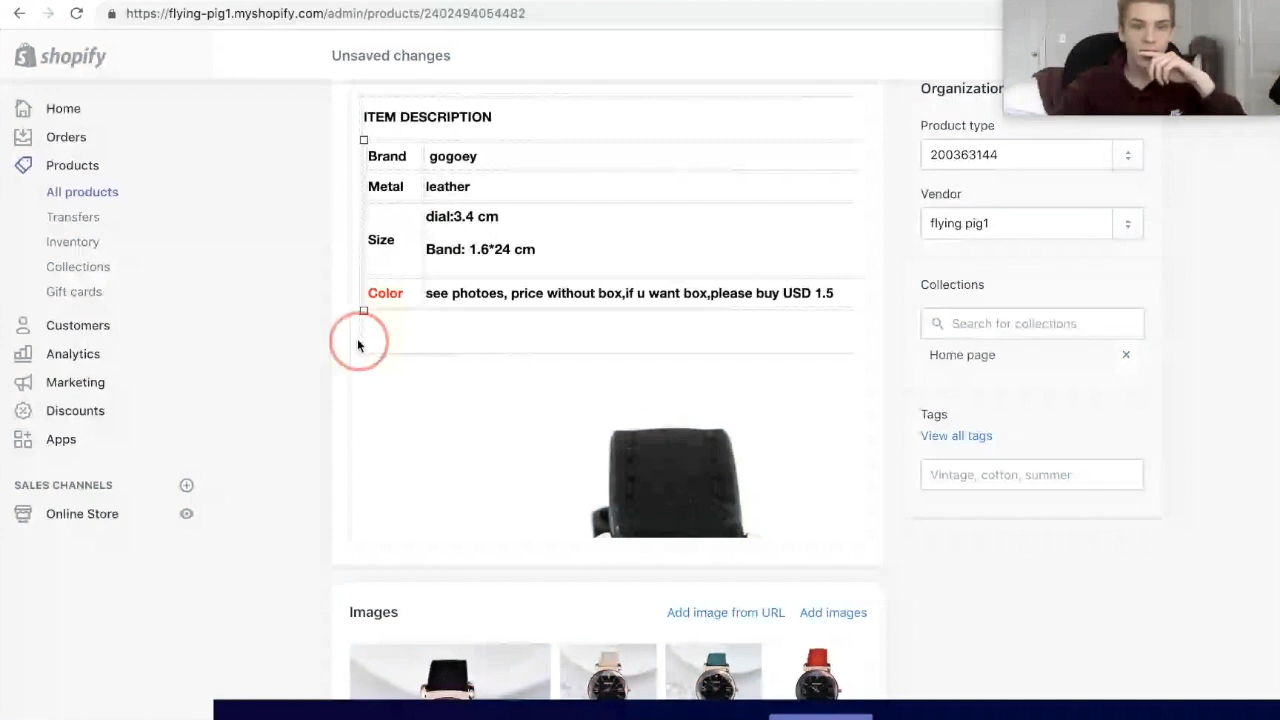 https://flying-pig1.myshopify.com/admin/products/2402494054482
shopify
Unsaved changes
Home
Orders
Products
All products
Transfers
Inventory
Collections
Gift cards
Customers
Analytics
Marketing
Discounts
Apps
SALES CHANNELS
Online Store
ITEM DESCRIPTION
Brand gogoey
Metal leather
Size dial:3.4 cm
Band: 1.6*24 cm
Color see photoes, price without box,if u want box,please buy USD 1.5
Images Add image from URL Add images
Organization
Product type
200363144
Vendor
flying pig1
Collections
Search for collections
Home page
Tags
View all tags
Vintage, cotton, summer